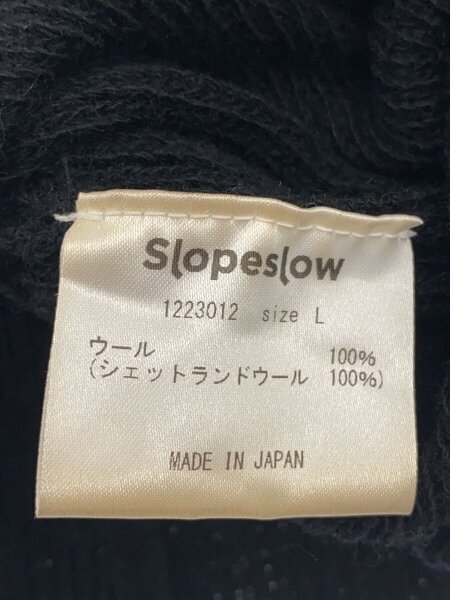 Slopeslow
1223012 size L
ウール 100%
(シェットランドウール 100%)
MADE IN JAPAN